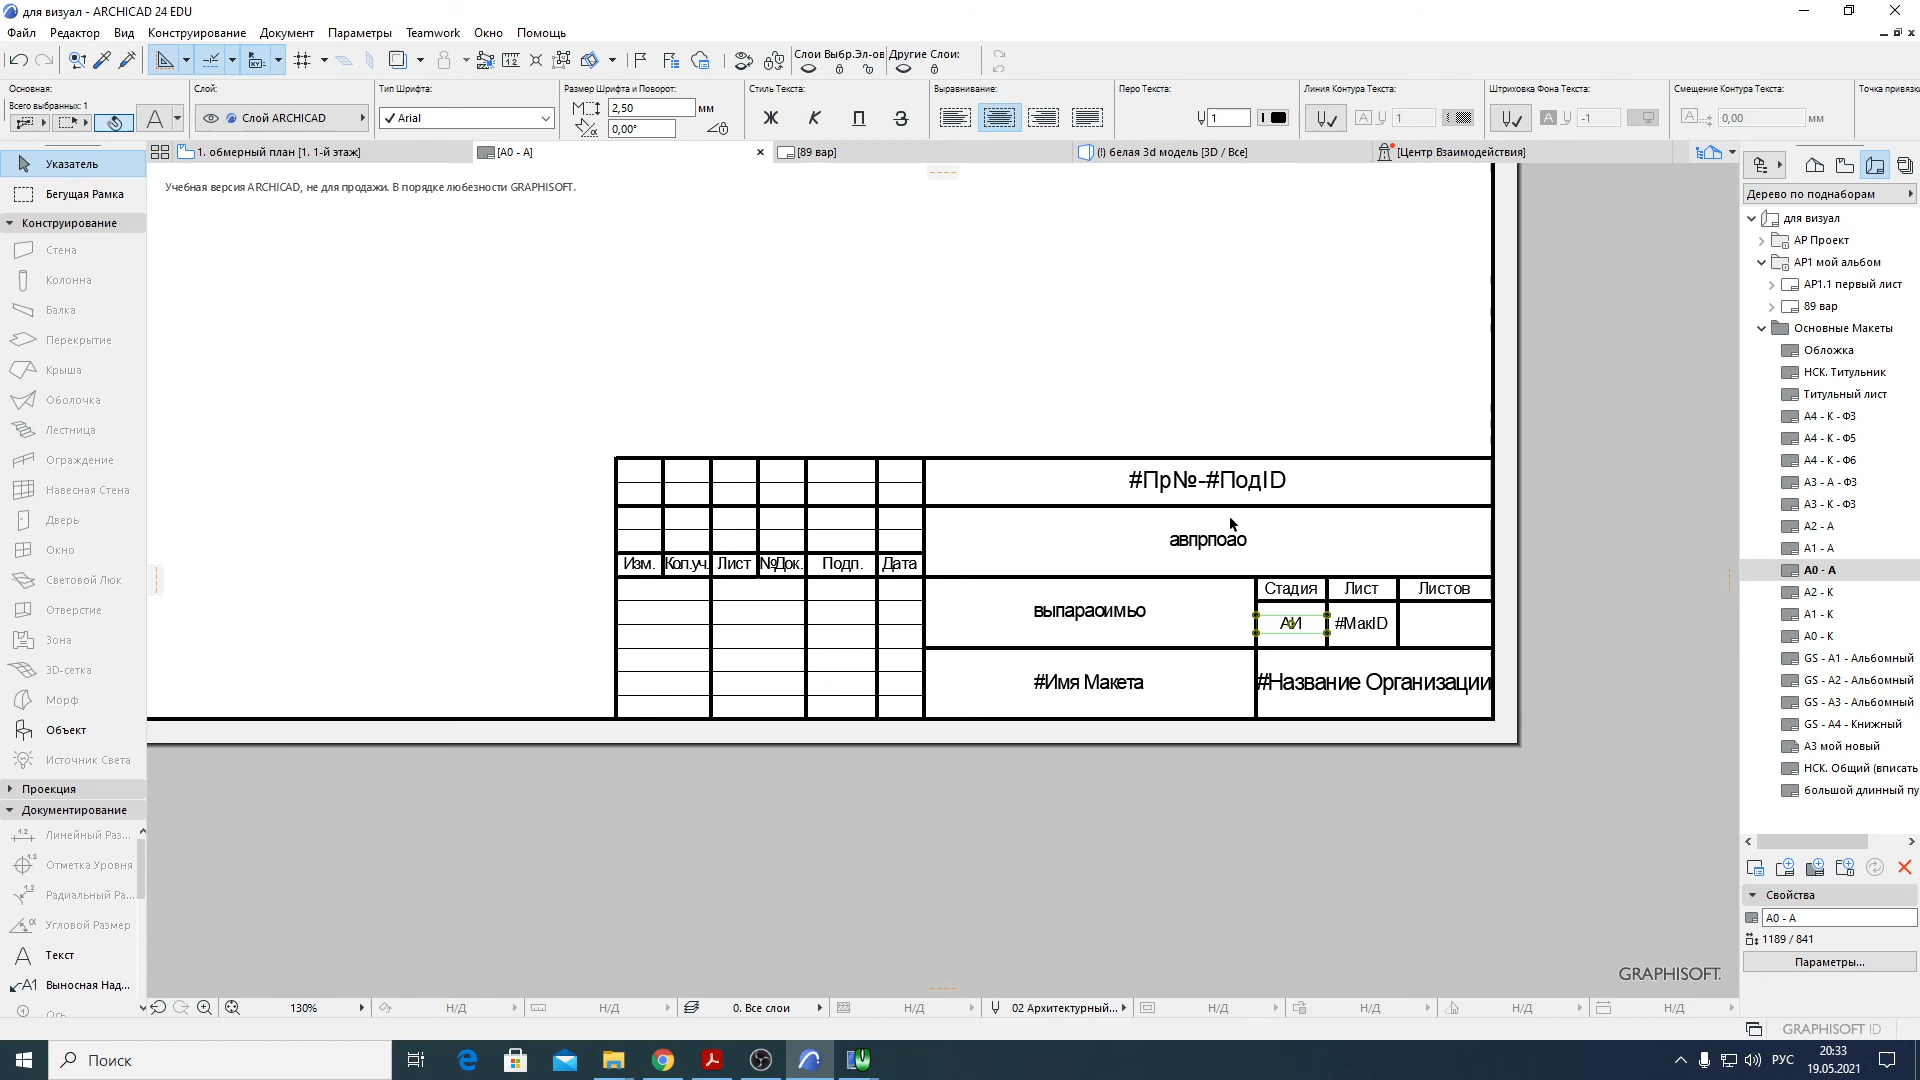 для визуал - ARCHICAD 24 EDU
Файл Редактор Вид Конструирование Документ Параметры Teamwork Окно Помощь
Слои Выбр.Эл-ов Другие Слои:
Основная: Слой: Тип Шрифта: Размер Шрифта и Поворот: Стиль Текста: Выравнивание: Перо Текста: Линия Контура Текста: Штриховка Фона Текста: Смещение Контура Текста: Точка привязк
Всего выбранных: 1
2,50 мм
Слой ARCHICAD Arial Ж К П З 1 1 -1 0,00 мм
0,00°
1. обмерный план [1. 1-й этаж] [A0 - A] [89 вар] (!) белая 3d модель [3D / Все] [Центр Взаимодействия]
Указатель
Бегущая Рамка
Конструирование
Стена
Колонна
Балка
Перекрытие
Крыша
Оболочка
Лестница
Ограждение
Навесная Стена
Дверь
Окно
Световой Люк
Отверстие
Зона
3D-сетка
Морф
Объект
Источник Света
Проекция
Документирование
Линейный Раз...
Отметка Уровня
Радиальный Ра...
Угловой Размер
Текст
Выносная Над...
Ось
Учебная версия ARCHICAD, не для продажи. В порядке любезности GRAPHISOFT.
#Пр№-#ПодID
авпрпоао
Изм. Кол.уч. Лист №Док. Подп. Дата
Стадия Лист Листов
выпараоимьо
АИ #МакID
#Имя Макета #Название Организации
GRAPHISOFT.
Дерево по поднаборам
для визуал
АР Проект
АР1 мой альбом
АР1.1 первый лист
89 вар
Основные Макеты
Обложка
НСК. Титульник
Титульный лист
А4 - К - Ф3
А4 - К - Ф5
А4 - К - Ф6
А3 - А - Ф3
А3 - К - Ф3
А2 - А
А1 - А
А0 - А
А2 - К
А1 - К
А0 - К
GS - A1 - Альбомный
GS - A2 - Альбомный
GS - A3 - Альбомный
GS - A4 - Книжный
А3 мой новый
НСК. Общий (вписать
большой длинный пу
Свойства
А0 - А
1189 / 841
Параметры...
130% Н/Д Н/Д 0. Все слои Н/Д 02 Архитектурный... Н/Д Н/Д Н/Д Н/Д
GRAPHISOFT ID
Поиск
РУС
20:33
19.05.2021